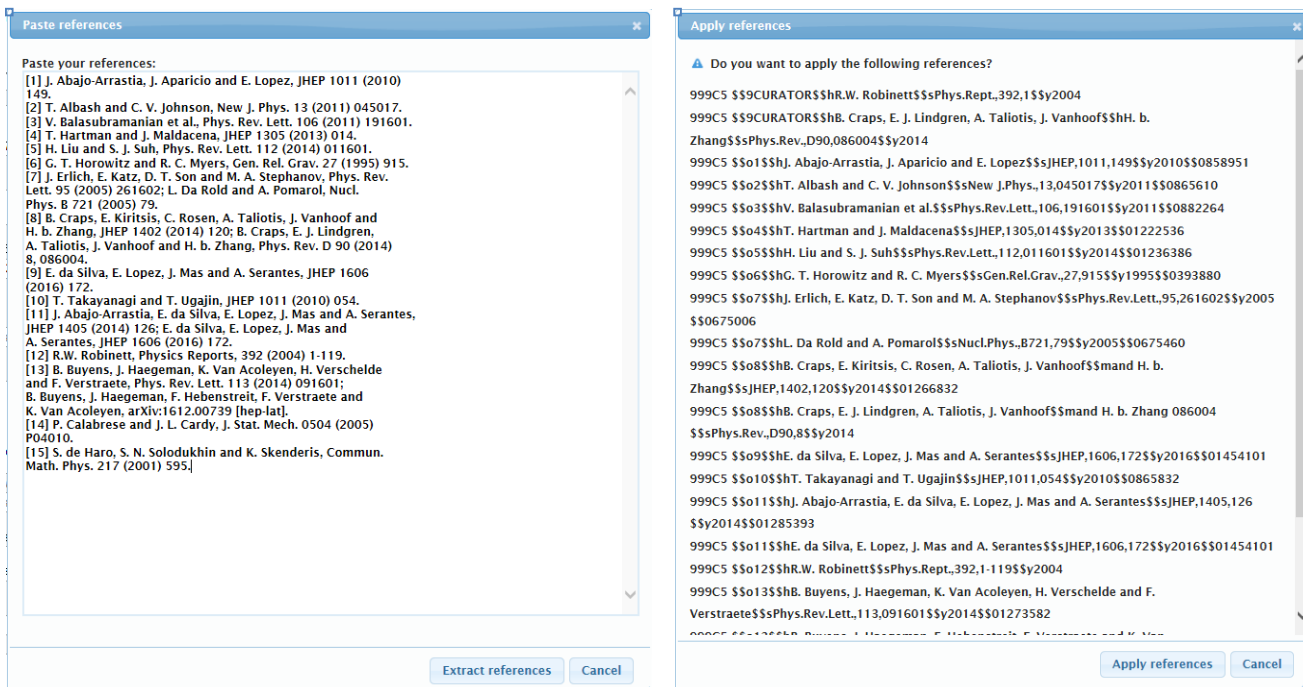 Paste references
Paste your references:
[1] J. Abajo-Arrastia, J. Aparicio and E. Lopez, JHEP 1011 (2010)
149.
[2] T. Albash and C. V. Johnson, New J. Phys. 13 (2011) 045017.
[3] V. Balasubramanian et al., Phys. Rev. Lett. 106 (2011) 191601.
[4] T. Hartman and J. Maldacena, JHEP 1305 (2013) 014.
[5] H. Liu and S. J. Suh, Phys. Rev. Lett. 112 (2014) 011601.
[6] G. T. Horowitz and R. C. Myers, Gen. Rel. Grav. 27 (1995) 915.
[7] J. Erlich, E. Katz, D. T. Son and M. A. Stephanov, Phys. Rev.
Lett. 95 (2005) 261602; L. Da Rold and A. Pomarol, Nucl.
Phys. B 721 (2005) 79.
[8] B. Craps, E. Kiritsis, C. Rosen, A. Taliotis, J. Vanhoof and
H. b. Zhang, JHEP 1402 (2014) 120; B. Craps, E. J. Lindgren,
A. Taliotis, J. Vanhoof and H. b. Zhang, Phys. Rev. D 90 (2014)
8, 086004.
[9] E. da Silva, E. Lopez, J. Mas and A. Serantes, JHEP 1606
(2016) 172.
[10] T. Takayanagi and T. Ugajin, JHEP 1011 (2010) 054.
[11] J. Abajo-Arrastia, E. da Silva, E. Lopez, J. Mas and A. Serantes,
JHEP 1405 (2014) 126; E. da Silva, E. Lopez, J. Mas and
A. Serantes, JHEP 1606 (2016) 172.
[12] R.W. Robinett, Physics Reports, 392 (2004) 1-119.
[13] B. Buyens, J. Haegeman, K. Van Acoleyen, H. Verschelde
and F. Verstraete, Phys. Rev. Lett. 113 (2014) 091601;
B. Buyens, J. Haegeman, F. Hebenstreit, F. Verstraete and
K. Van Acoleyen, arXiv:1612.00739 [hep-lat].
[14] P. Calabrese and J. L. Cardy, J. Stat. Mech. 0504 (2005)
P04010.
[15] S. de Haro, S. N. Solodukhin and K. Skenderis, Commun.
Math. Phys. 217 (2001) 595.
Extract references
Cancel
Apply references
Do you want to apply the following references?
999C5 $$9CURATOR$$hR.W. Robinett$$sPhys.Rept.,392,1$$y2004
999C5 $$9CURATOR$$hB. Craps, E. J. Lindgren, A. Taliotis, J. Vanhoof$$hH. b.
Zhang$$sPhys.Rev.,D90,086004$$y2014
999C5 $$o1$$hJ. Abajo-Arrastia, J. Aparicio and E. Lopez$$sJHEP,1011,149$$y2010$$0858951
999C5 $$o2$$hT. Albash and C. V. Johnson$$sNew J.Phys.,13,045017$$y2011$$0865610
999C5 $$o3$$hV. Balasubramanian et al.$$sPhys.Rev.Lett.,106,191601$$y2011$$0882264
999C5 $$o4$$hT. Hartman and J. Maldacena$$sJHEP,1305,014$$y2013$$01222536
999C5 $$o5$$hH. Liu and S. J. Suh$$sPhys.Rev.Lett.,112,011601$$y2014$$01236386
999C5 $$o6$$hG. T. Horowitz and R. C. Myers$$sGen.Rel.Grav.,27,915$$y1995$$0393880
999C5 $$o7$$hJ. Erlich, E. Katz, D. T. Son and M. A. Stephanov$$sPhys.Rev.Lett.,95,261602$$y2005
$$0675006
999C5 $$o7$$hL. Da Rold and A. Pomarol$$sNucl.Phys.,B721,79$$y2005$$0675460
999C5 $$o8$$hB. Craps, E. Kiritsis, C. Rosen, A. Taliotis, J. Vanhoof$$mand H. b.
Zhang$$sJHEP,1402,120$$y2014$$01266832
999C5 $$o8$$hB. Craps, E. J. Lindgren, A. Taliotis, J. Vanhoof$$mand H. b. Zhang 086004
$$sPhys.Rev.,D90,8$$y2014
999C5 $$o9$$hE. da Silva, E. Lopez, J. Mas and A. Serantes$$sJHEP,1606,172$$y2016$$01454101
999C5 $$o10$$hT. Takayanagi and T. Ugajin$$sJHEP,1011,054$$y2010$$0865832
999C5 $$o11$$hJ. Abajo-Arrastia, E. da Silva, E. Lopez, J. Mas and A. Serantes$$sJHEP,1405,126
$$y2014$$01285393
999C5 $$o11$$hE. da Silva, E. Lopez, J. Mas and A. Serantes$$sJHEP,1606,172$$y2016$$01454101
999C5 $$o12$$hR.W. Robinett$$sPhys.Rept.,392,1-119$$y2004
999C5 $$o13$$hB. Buyens, J. Haegeman, K. Van Acoleyen, H. Verschelde and F.
Verstraete$$sPhys.Rev.Lett.,113,091601$$y2014$$01273582
Apply references
Cancel